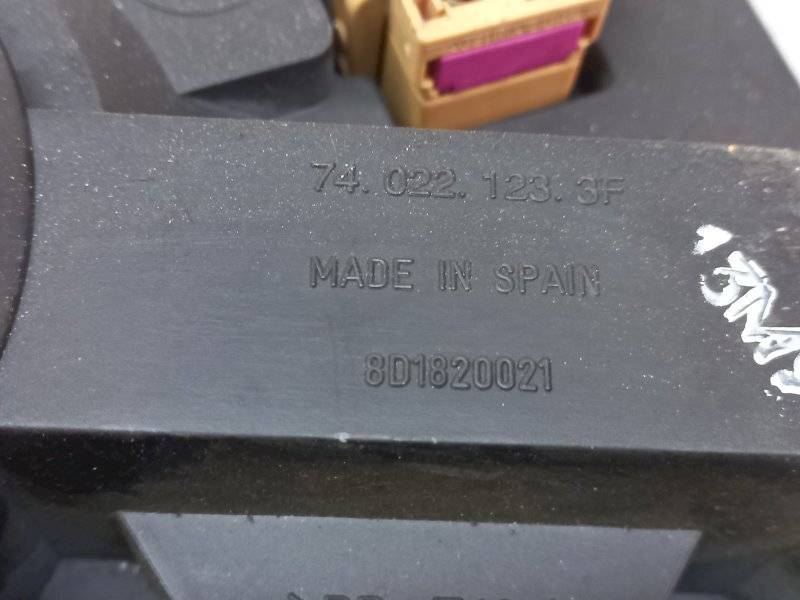 74. 022. 123. 3F
MADE IN SPAIN
8D1820021